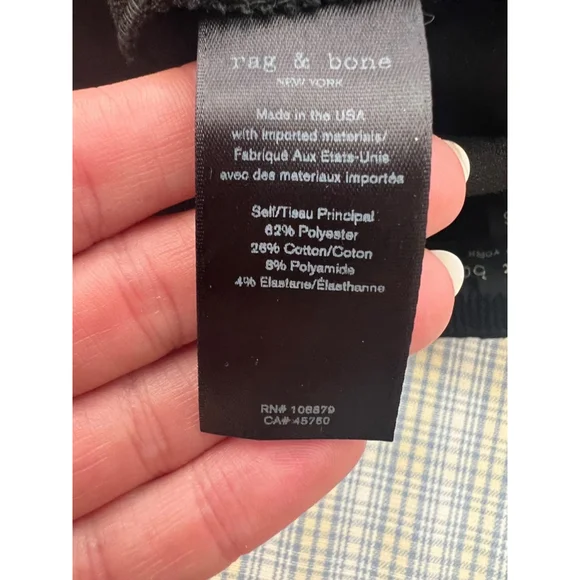 rag & bone
NEW YORK
Made in the USA
with imported materials/
Fabriqué Aux Etats-Unis
avec des materiaux importés
Self/Tissu Principal
62% Polyester
26% Cotton/Coton
8% Polyamide
4% Elastane/Élasthanne
RN# 106879
CA# 45760